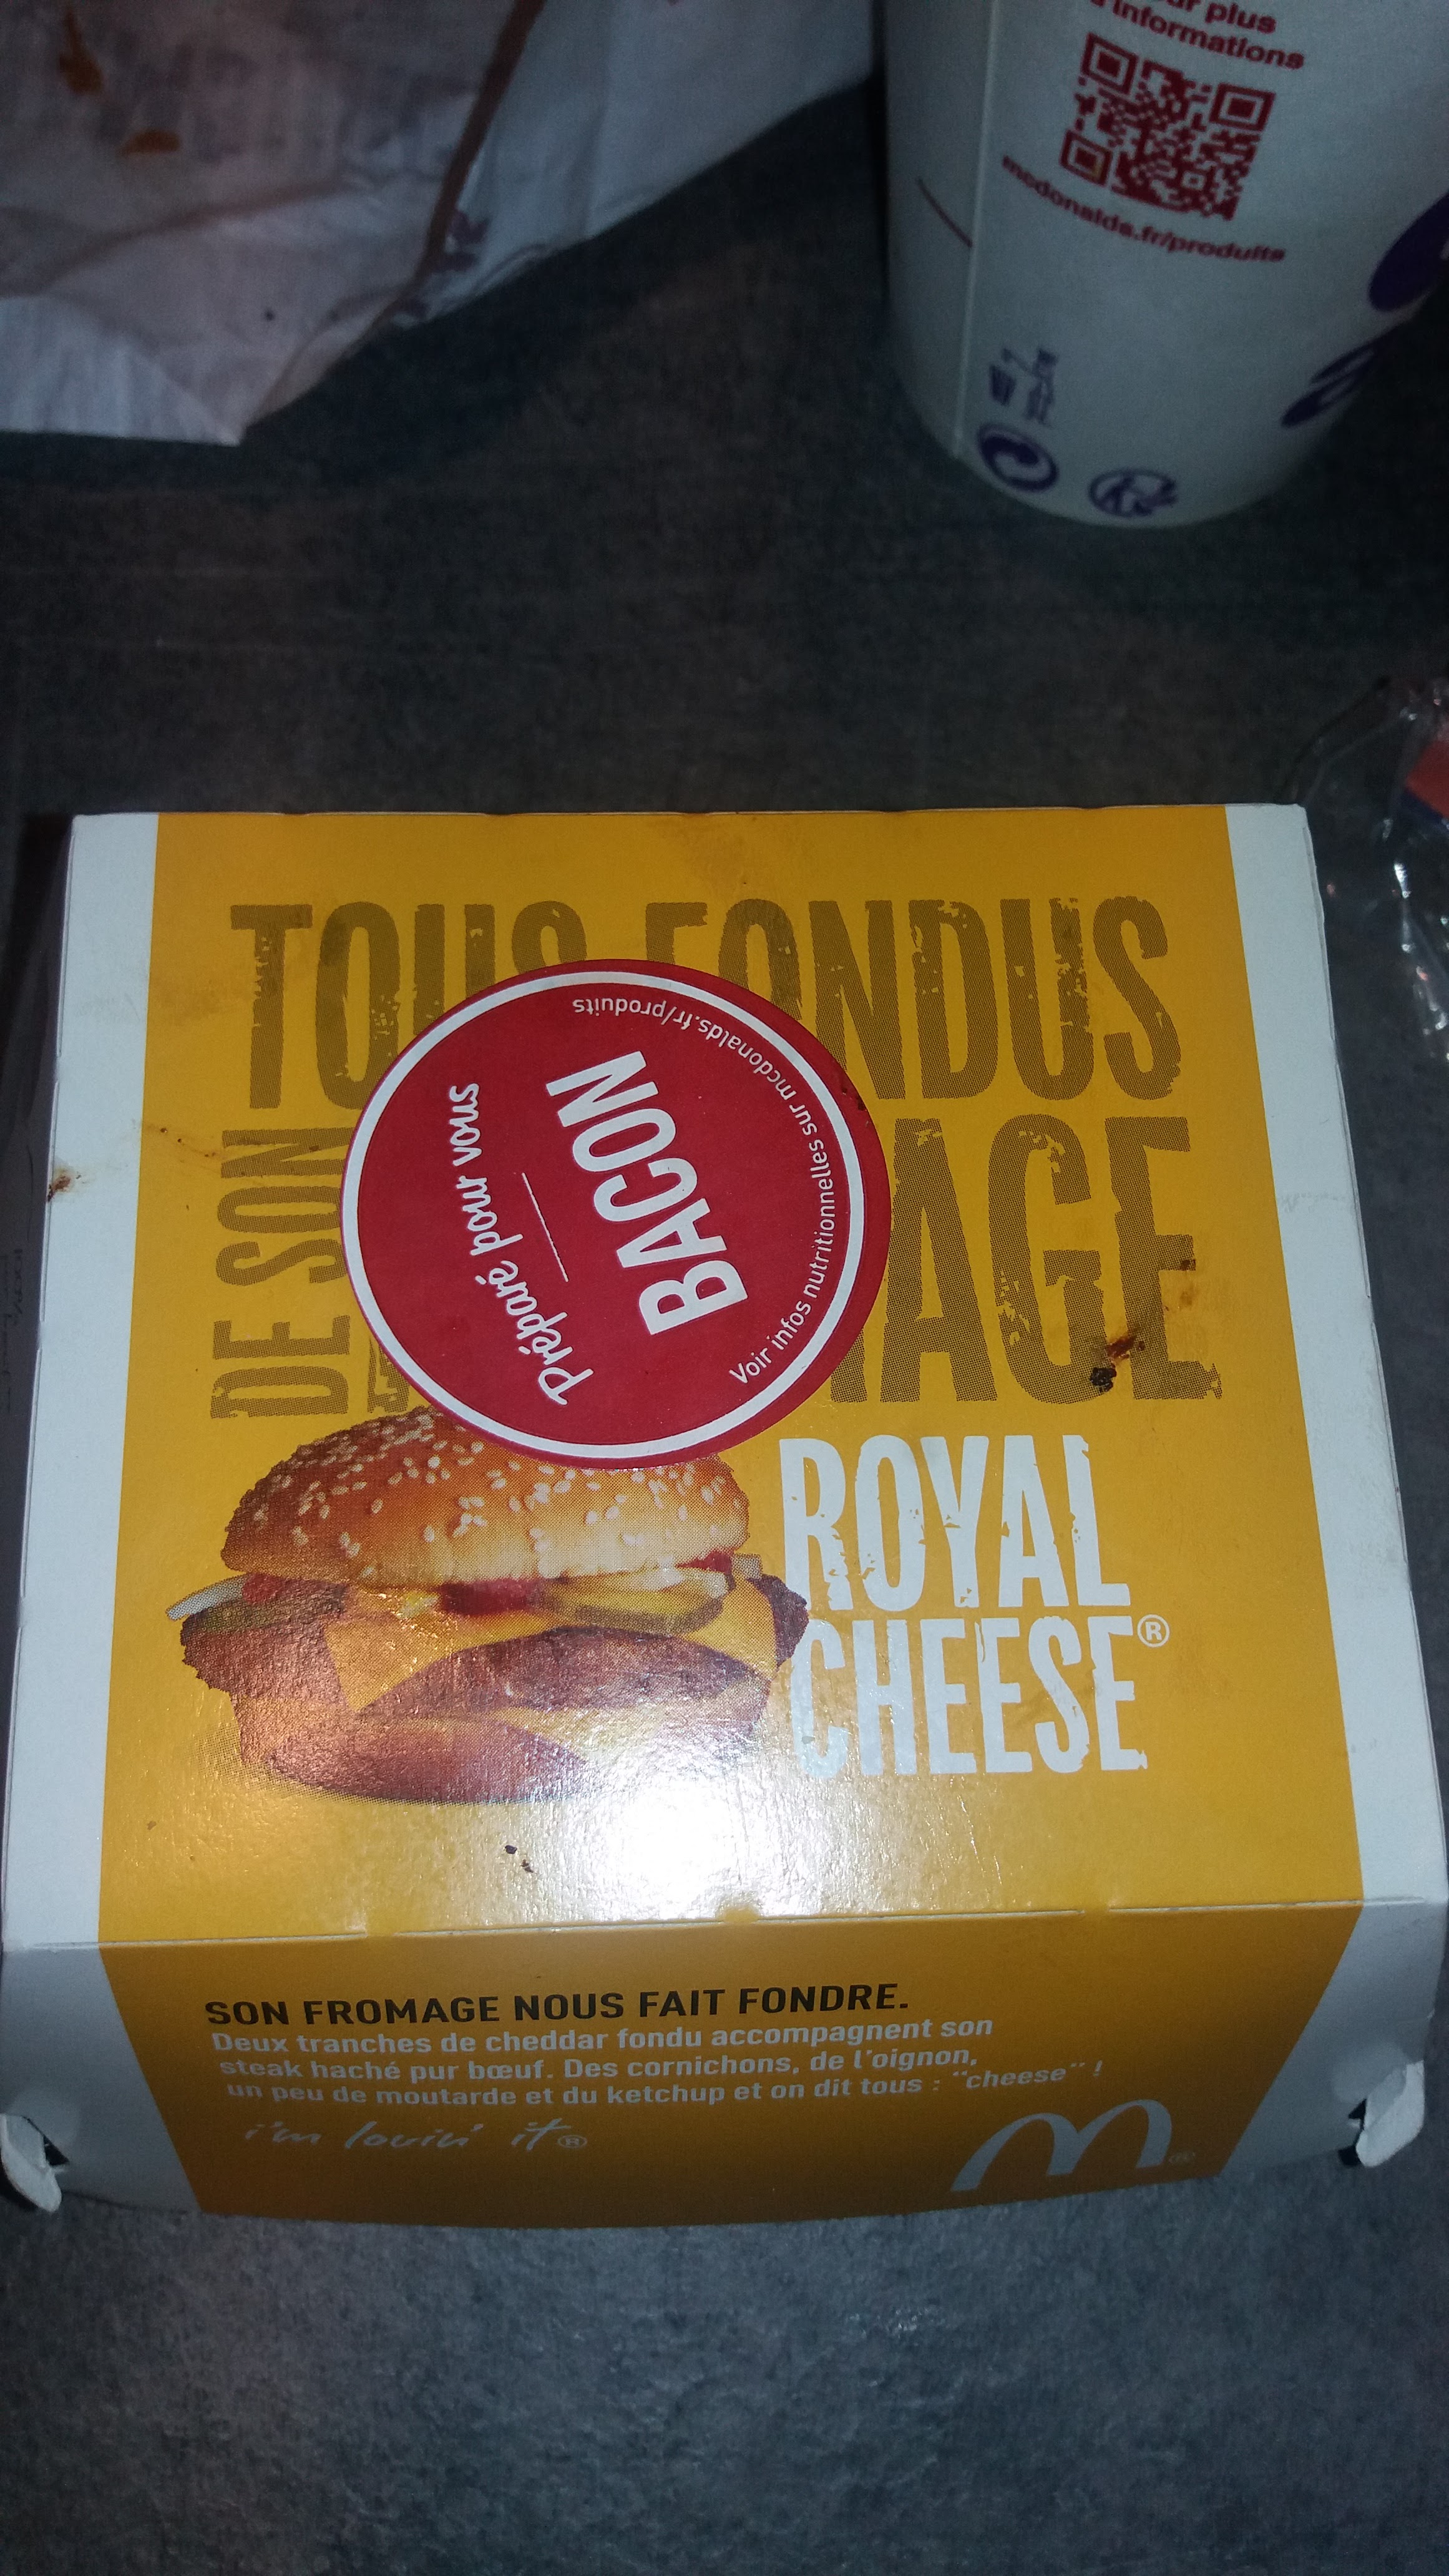 plus
informations
mcdonalds.fr/produits
TOUS FONDUS
DE SON
AGE
Préparé pour vous
BACON
Voir infos nutritionnelles sur mcdonalds.fr/produits
ROYAL
CHEESE®
SON FROMAGE NOUS FAIT FONDRE.
Deux tranches de cheddar fondu accompagnent son
steak haché pur bœuf. Des cornichons, de l'oignon,
un peu de moutarde et du ketchup et on dit tous : "cheese" !
i'm lovin' it®